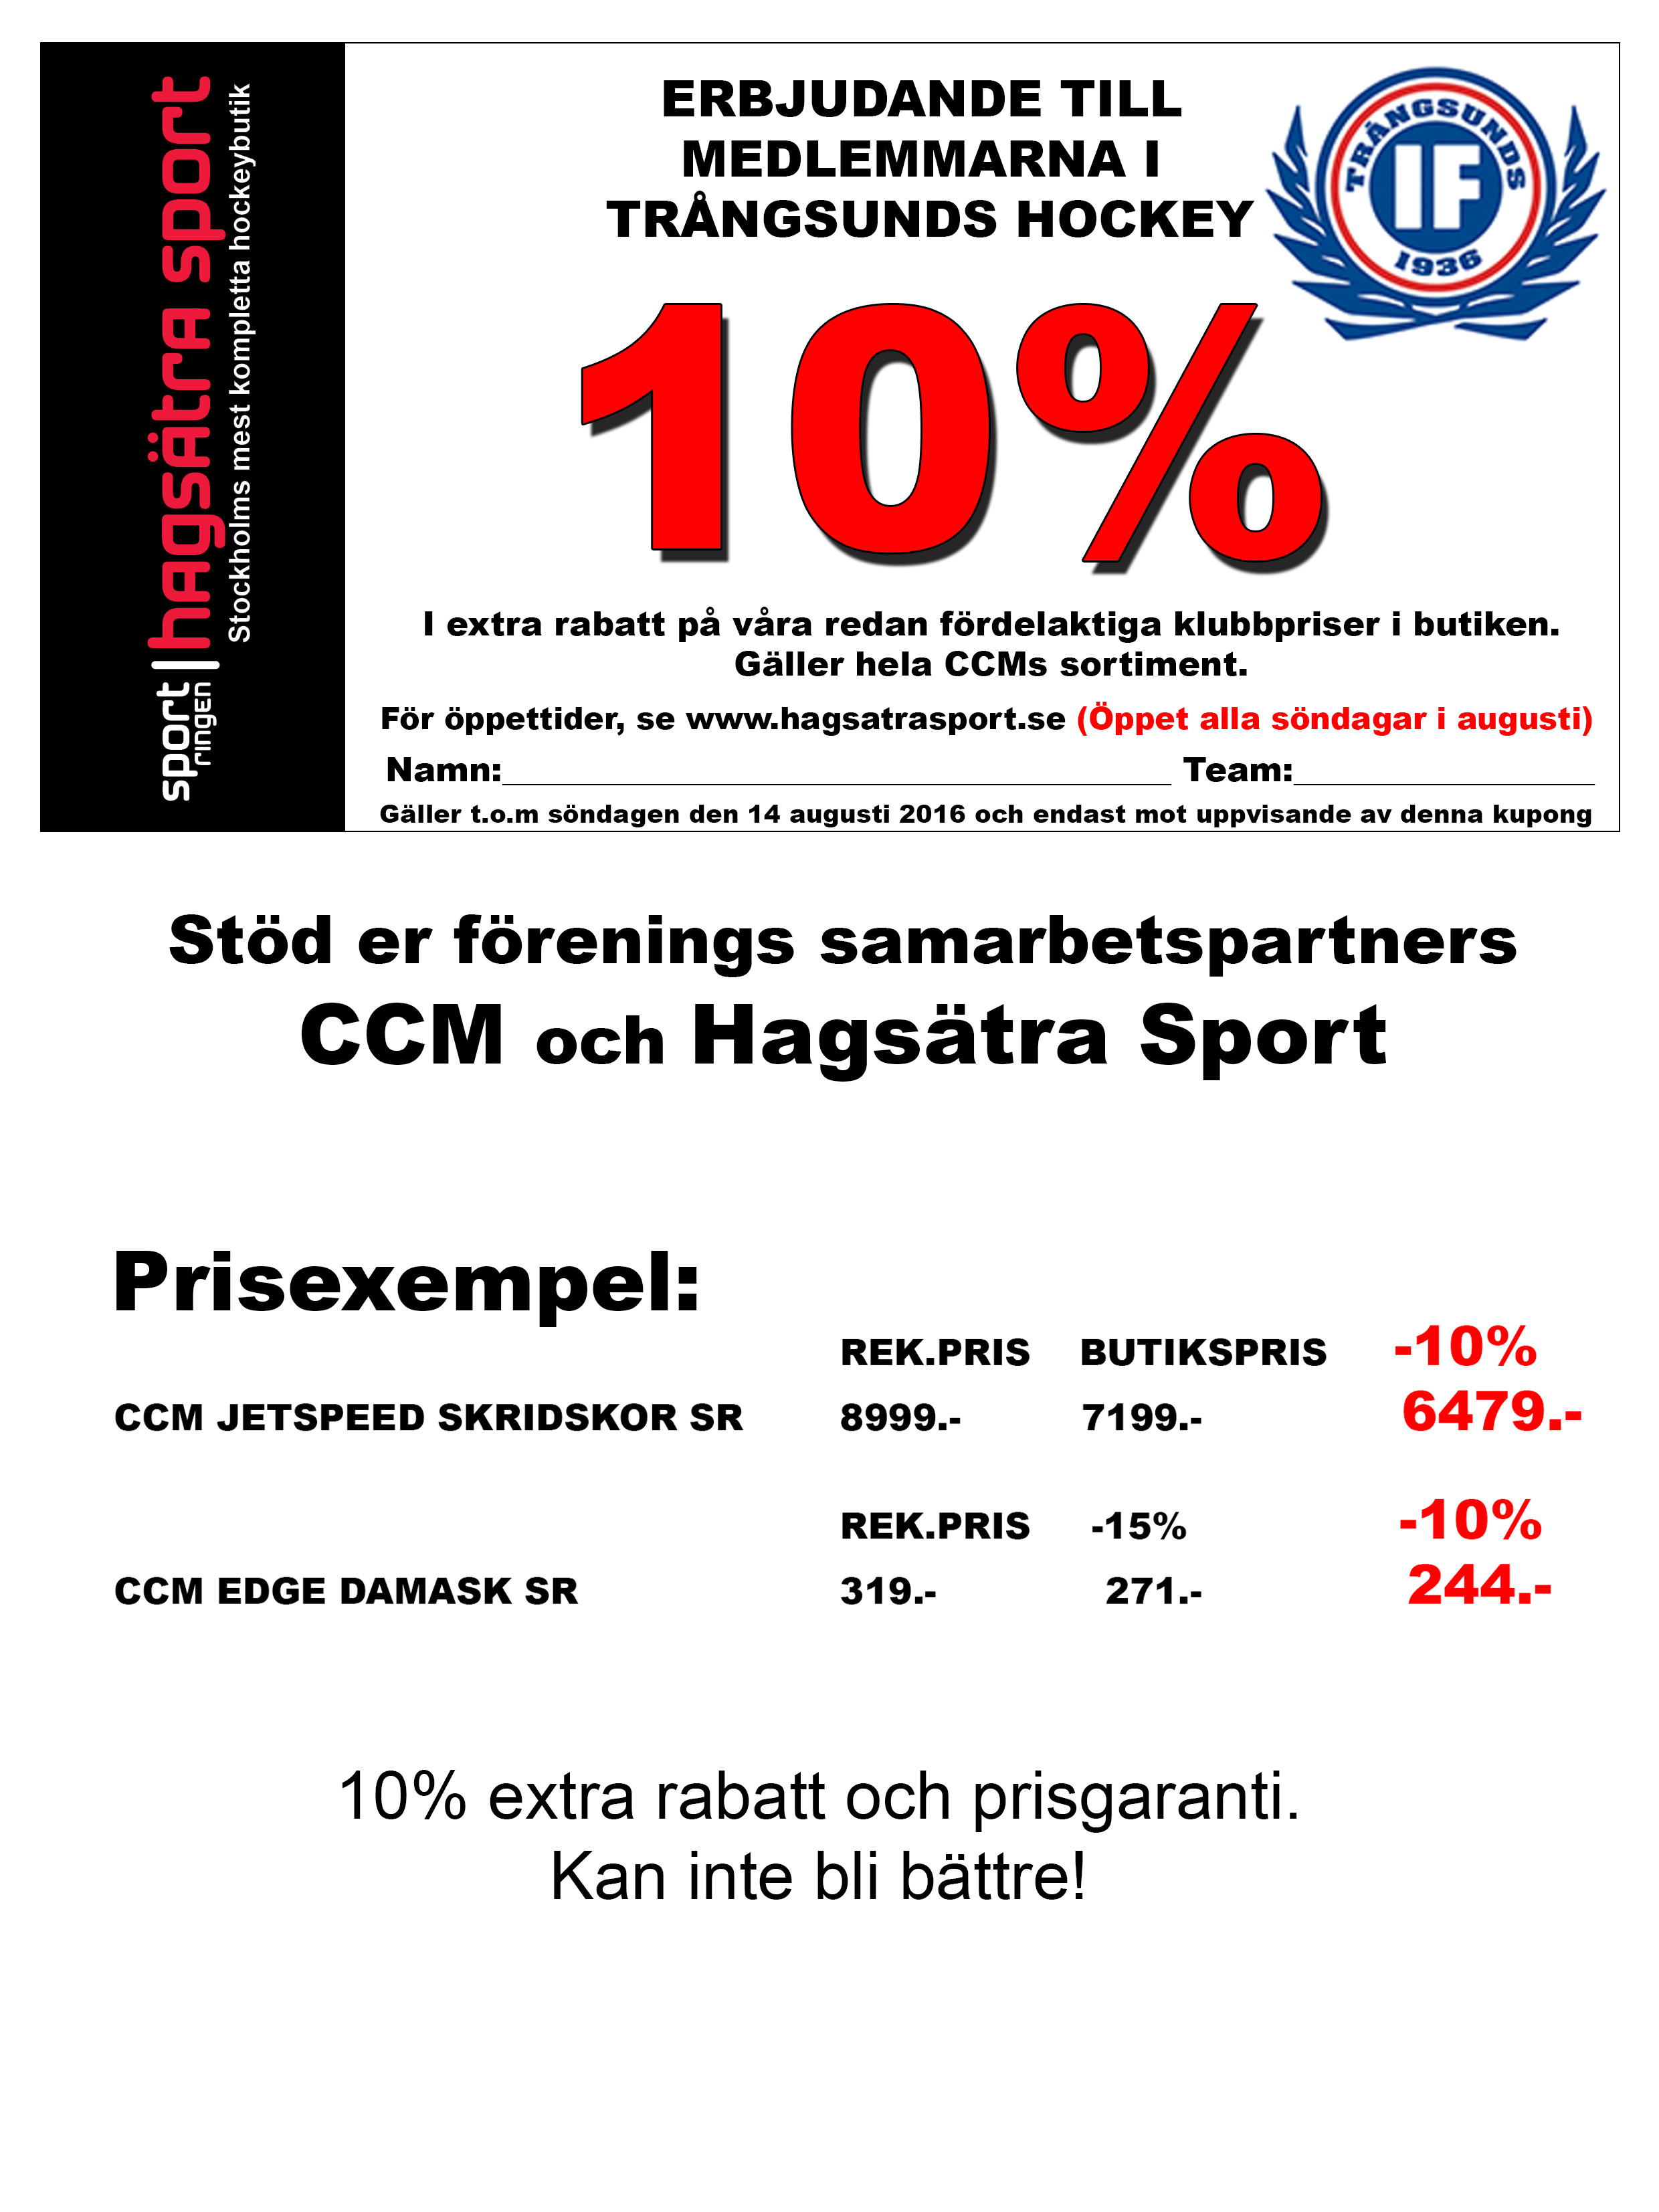 sport
ringen
hagsätra sport
Stockholms mest kompletta hockeybutik
ERBJUDANDE TILL
MEDLEMMARNA I
TRÅNGSUNDS HOCKEY
TRÅNGSUNDS
IF
1936
10%
I extra rabatt på våra redan fördelaktiga klubbpriser i butiken.
Gäller hela CCMs sortiment.
För öppettider, se www.hagsatrasport.se (Öppet alla söndagar i augusti)
Namn:____________________ Team:__________
Gäller t.o.m söndagen den 14 augusti 2016 och endast mot uppvisande av denna kupong
Stöd er förenings samarbetspartners
CCM och Hagsätra Sport
Prisexempel:
REK.PRIS BUTIKSPRIS -10%
CCM JETSPEED SKRIDSKOR SR 8999.- 7199.- 6479.-
REK.PRIS -15% -10%
CCM EDGE DAMASK SR 319.- 271.- 244.-
10% extra rabatt och prisgaranti.
Kan inte bli bättre!